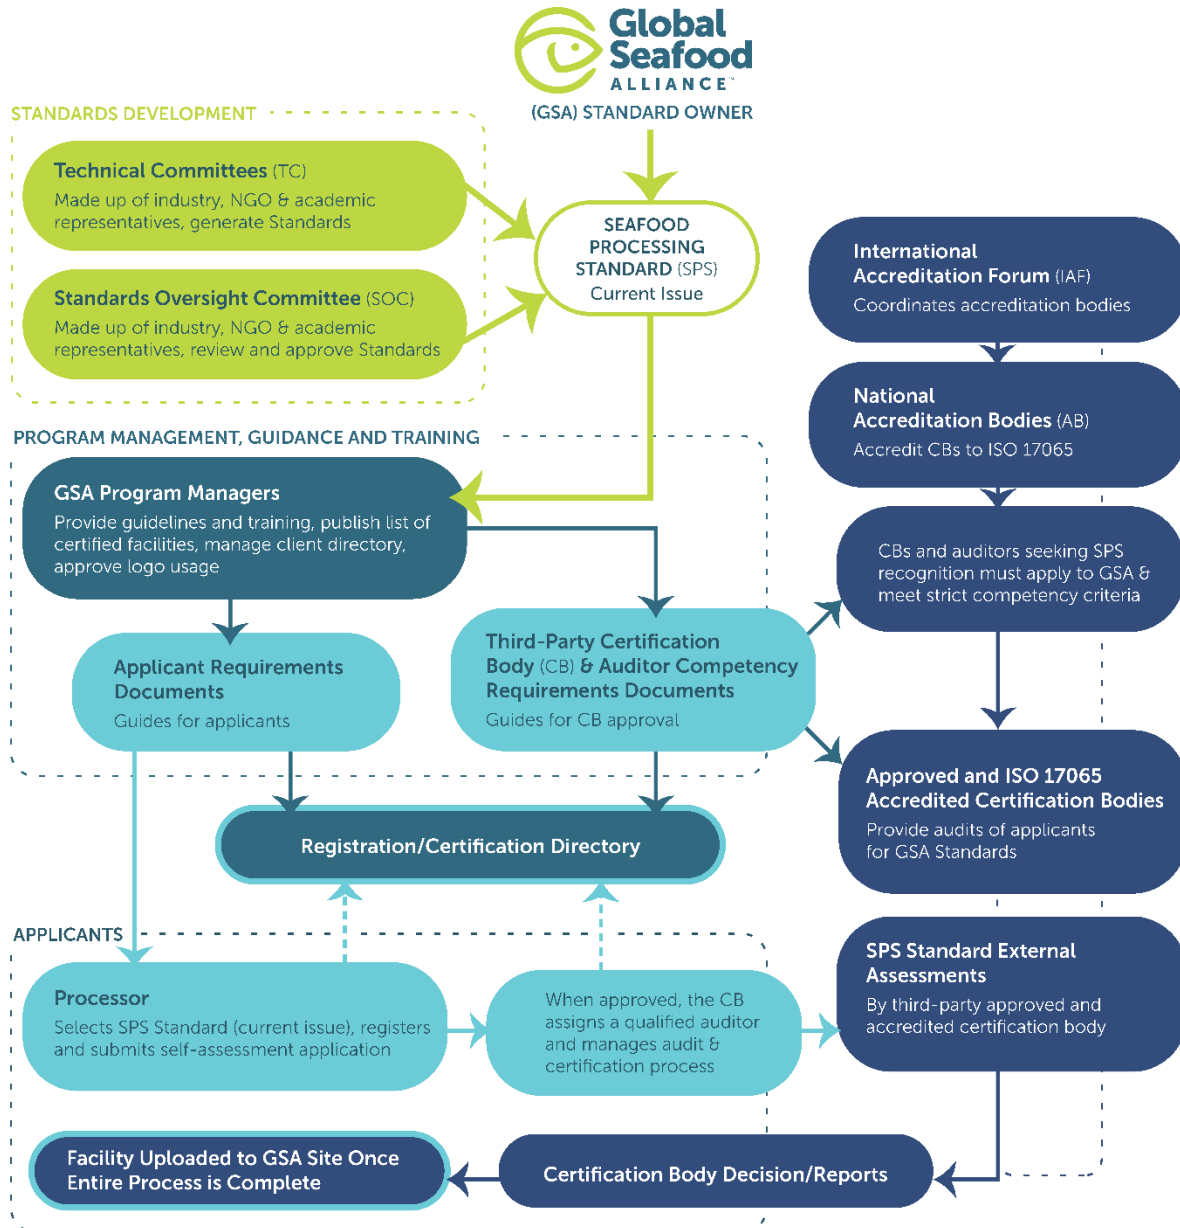 Global
Seafood
ALLIANCE™
(GSA) STANDARD OWNER
STANDARDS DEVELOPMENT
Technical Committees (TC)
Made up of industry, NGO & academic
representatives, generate Standards
Standards Oversight Committee (SOC)
Made up of industry, NGO & academic
representatives, review and approve Standards
SEAFOOD
PROCESSING
STANDARD (SPS)
Current Issue
International
Accreditation Forum (IAF)
Coordinates accreditation bodies
National
Accreditation Bodies (AB)
Accredit CBs to ISO 17065
PROGRAM MANAGEMENT, GUIDANCE AND TRAINING
GSA Program Managers
Provide guidelines and training, publish list of
certified facilities, manage client directory,
approve logo usage
CBs and auditors seeking SPS
recognition must apply to GSA &
meet strict competency criteria
Applicant Requirements
Documents
Guides for applicants
Third-Party Certification
Body (CB) & Auditor Competency
Requirements Documents
Guides for CB approval
Approved and ISO 17065
Accredited Certification Bodies
Provide audits of applicants
for GSA Standards
Registration/Certification Directory
APPLICANTS
Processor
Selects SPS Standard (current issue), registers
and submits self-assessment application
When approved, the CB
assigns a qualified auditor
and manages audit &
certification process
SPS Standard External
Assessments
By third-party approved and
accredited certification body
Facility Uploaded to GSA Site Once
Entire Process is Complete
Certification Body Decision/Reports